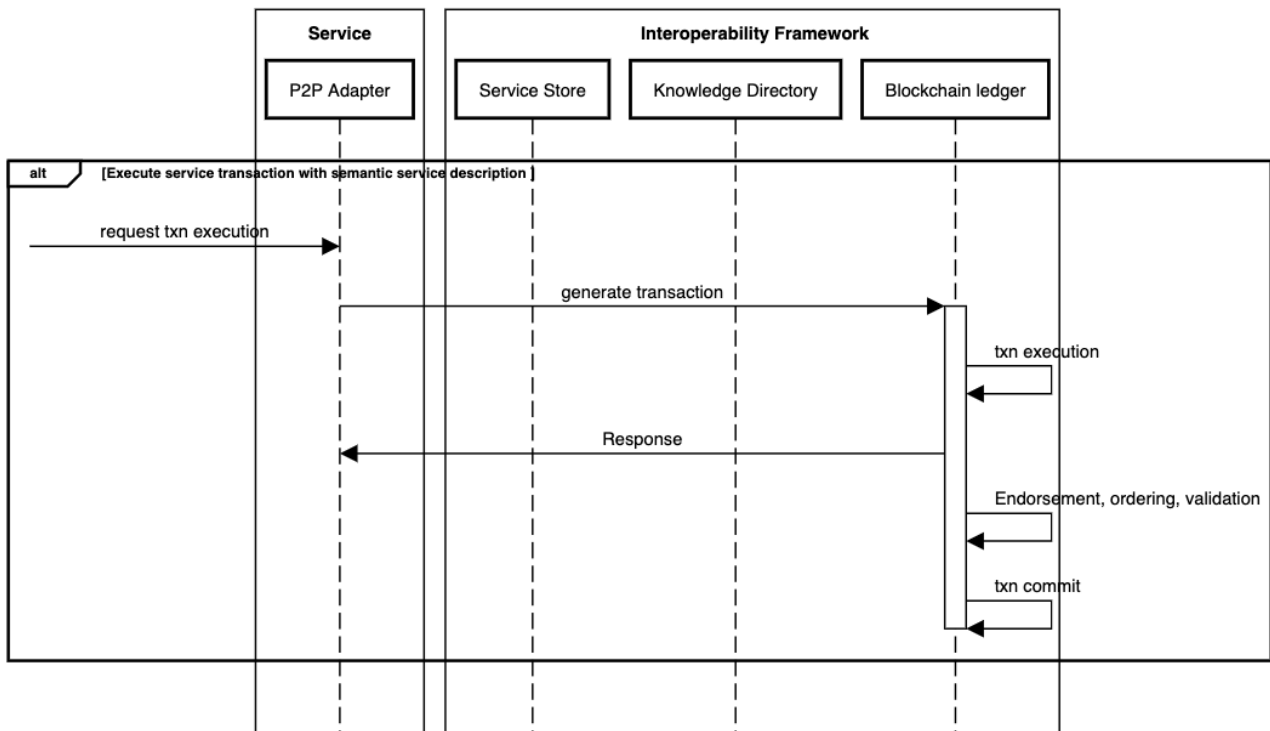 Service
Interoperability Framework
P2P Adapter
Service Store
Knowledge Directory
Blockchain ledger
alt
[Execute service transaction with semantic service description ]
request txn execution
generate transaction
txn execution
Response
Endorsement, ordering, validation
txn commit